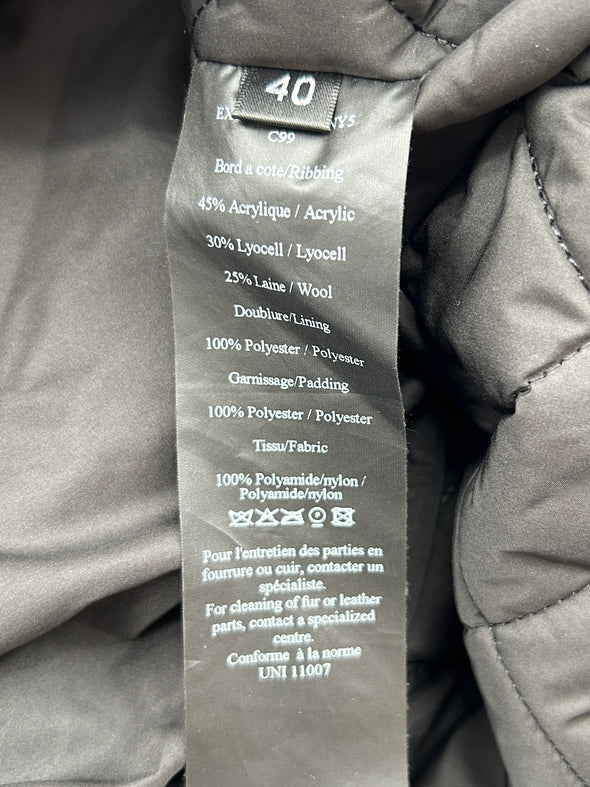 40
EX NY5
C99
Bord a cote/Ribbing
45% Acrylique / Acrylic
30% Lyocell / Lyocell
25% Laine / Wool
Doublure/Lining
100% Polyester / Polyester
Garnissage/Padding
100% Polyester / Polyester
Tissu/Fabric
100% Polyamide/nylon /
Polyamide/nylon
Pour l'entretien des parties en
fourrure ou cuir, contacter un
spécialiste.
For cleaning of fur or leather
parts, contact a specialized
centre.
Conforme à la norme
UNI 11007